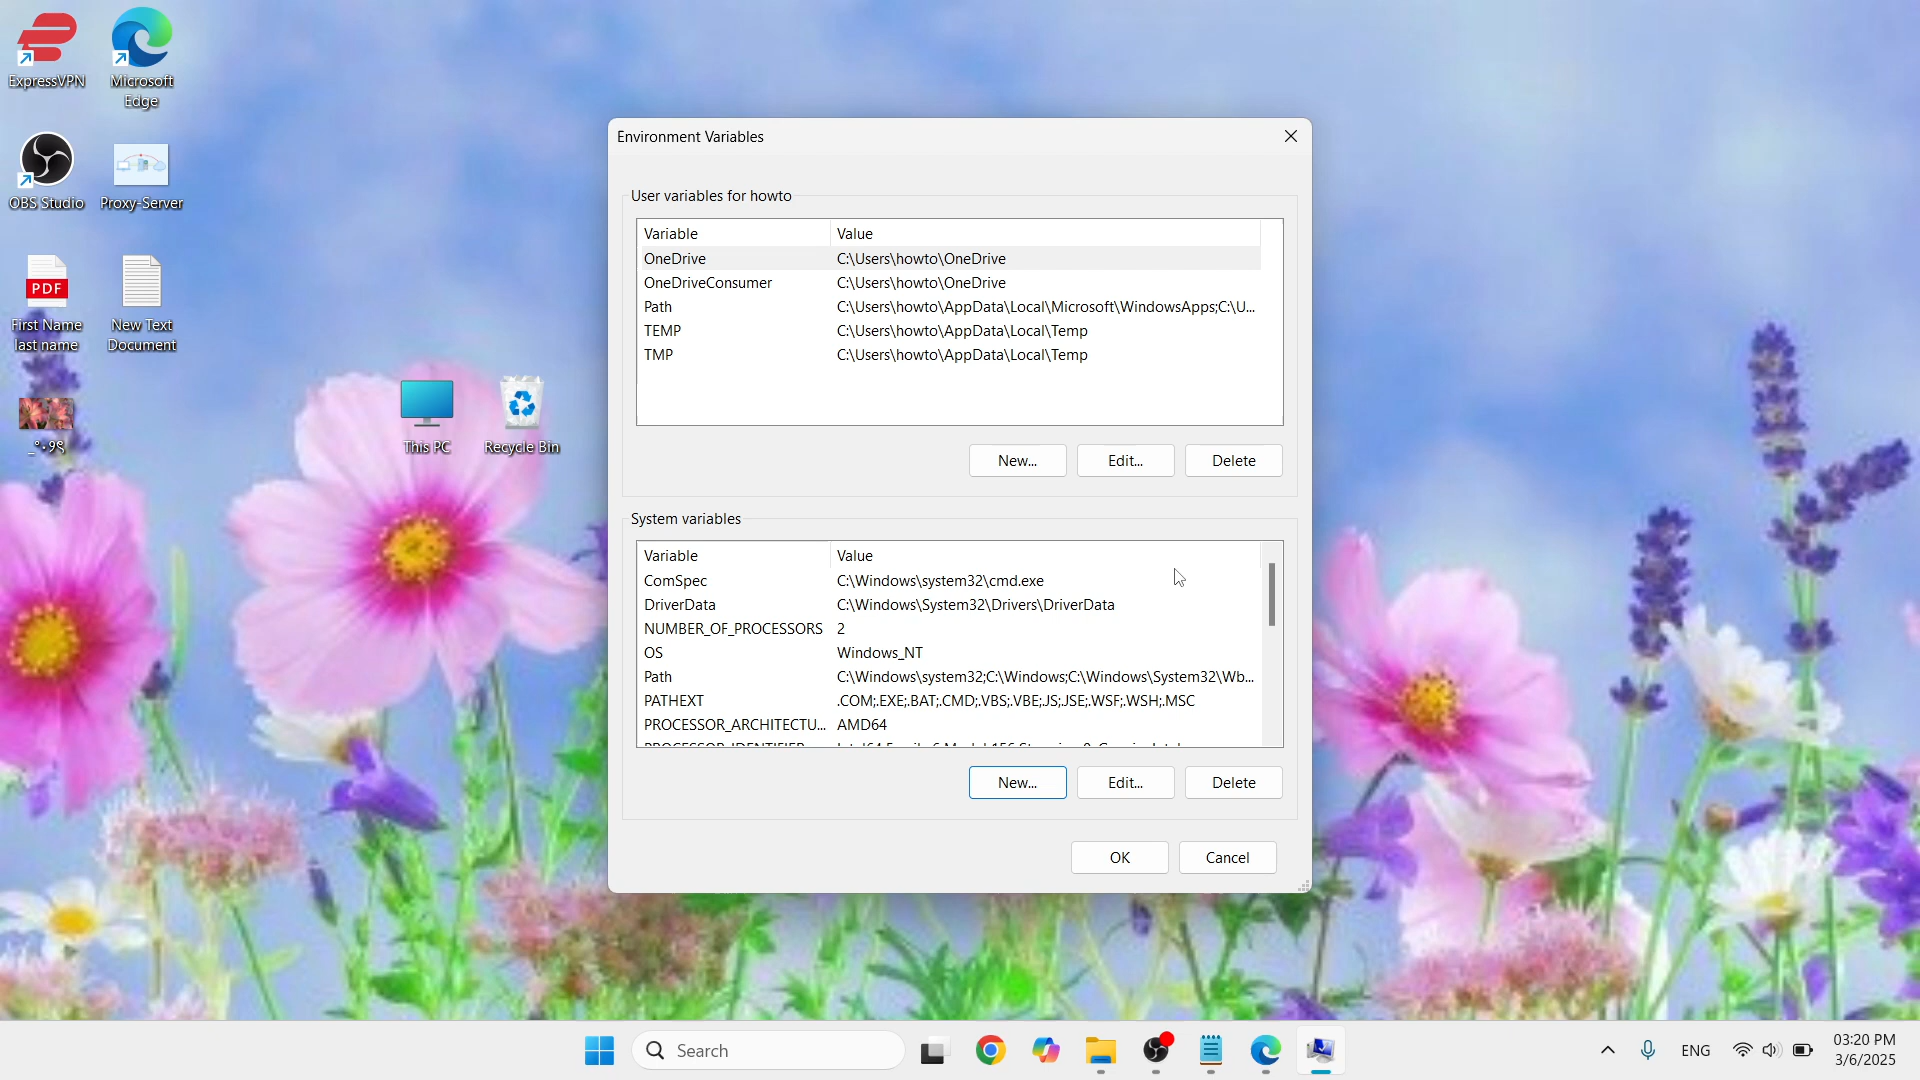 ExpressVPN
Microsoft
Edge
OBS Studio
Proxy-Server
PDF
First Name
last name
New Text
Document
This PC
Recycle Bin
Environment Variables
User variables for howto
Variable Value
OneDrive C:\Users\howto\OneDrive
OneDriveConsumer C:\Users\howto\OneDrive
Path C:\Users\howto\AppData\Local\Microsoft\WindowsApps;C:\U...
TEMP C:\Users\howto\AppData\Local\Temp
TMP C:\Users\howto\AppData\Local\Temp
New... Edit... Delete
System variables
Variable Value
ComSpec C:\Windows\system32\cmd.exe
DriverData C:\Windows\System32\Drivers\DriverData
NUMBER_OF_PROCESSORS 2
OS Windows_NT
Path C:\Windows\system32;C:\Windows;C:\Windows\System32\Wb...
PATHEXT .COM;.EXE;.BAT;.CMD;.VBS;.VBE;.JS;.JSE;.WSF;.WSH;.MSC
PROCESSOR_ARCHITECTU... AMD64
New... Edit... Delete
OK Cancel
Search
ENG
03:20 PM
3/6/2025